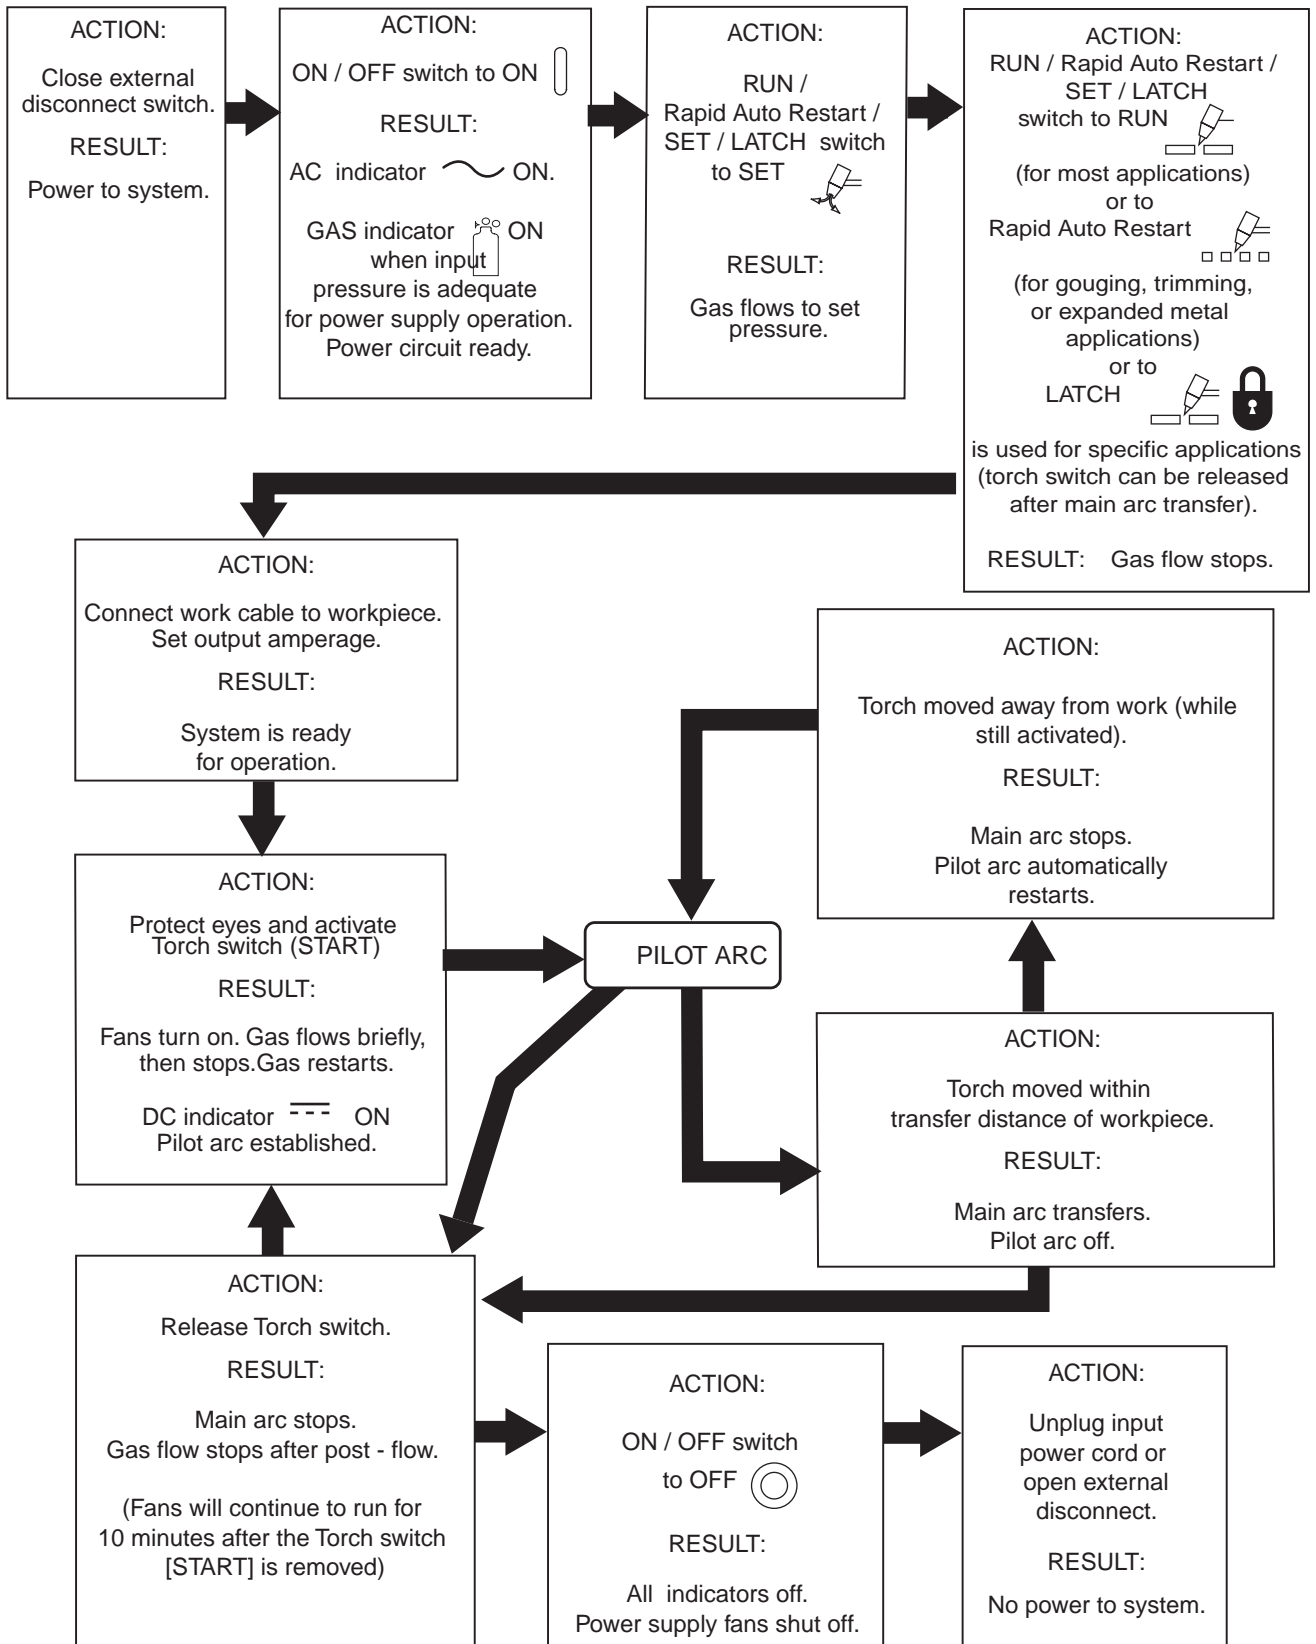 ACTION:
Close external
disconnect switch.
RESULT:
Power to system.
ACTION:
ON / OFF switch to ON
RESULT:
AC indicator ON.
GAS indicator ON
when input
pressure is adequate
for power supply operation.
Power circuit ready.
ACTION:
RUN /
Rapid Auto Restart /
SET / LATCH switch
to SET
RESULT:
Gas flows to set
pressure.
ACTION:
RUN / Rapid Auto Restart /
SET / LATCH
switch to RUN
(for most applications)
or to
Rapid Auto Restart
(for gouging, trimming,
or expanded metal
applications)
or to
LATCH
is used for specific applications
(torch switch can be released
after main arc transfer).
RESULT: Gas flow stops.
ACTION:
Connect work cable to workpiece.
Set output amperage.
RESULT:
System is ready
for operation.
ACTION:
Protect eyes and activate
Torch switch (START)
RESULT:
Fans turn on. Gas flows briefly,
then stops.Gas restarts.
DC indicator ON
Pilot arc established.
PILOT ARC
ACTION:
Torch moved away from work (while
still activated).
RESULT:
Main arc stops.
Pilot arc automatically
restarts.
ACTION:
Torch moved within
transfer distance of workpiece.
RESULT:
Main arc transfers.
Pilot arc off.
ACTION:
Release Torch switch.
RESULT:
Main arc stops.
Gas flow stops after post - flow.
(Fans will continue to run for
10 minutes after the Torch switch
[START] is removed)
ACTION:
ON / OFF switch
to OFF
RESULT:
All indicators off.
Power supply fans shut off.
ACTION:
Unplug input
power cord or
open external
disconnect.
RESULT:
No power to system.